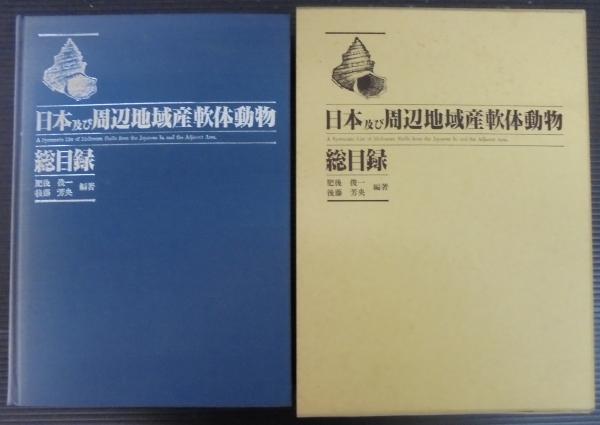 日本及び周辺地域産軟体動物
A Systematic List of Molluscan Shells from the Japanese Is. and the Adjacent Area.
総目録
肥後 俊一
後藤 芳央 編著
日本及び周辺地域産軟体動物
A Systematic List of Molluscan Shells from the Japanese Is. and the Adjacent Area.
総目録
肥後 俊一
後藤 芳央 編著